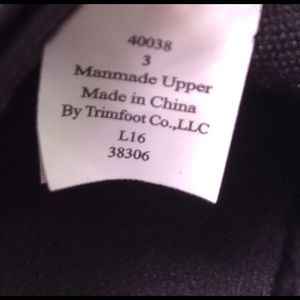 40038
3
Manmade Upper
Made in China
By Trimfoot Co.,LLC
L16
38306